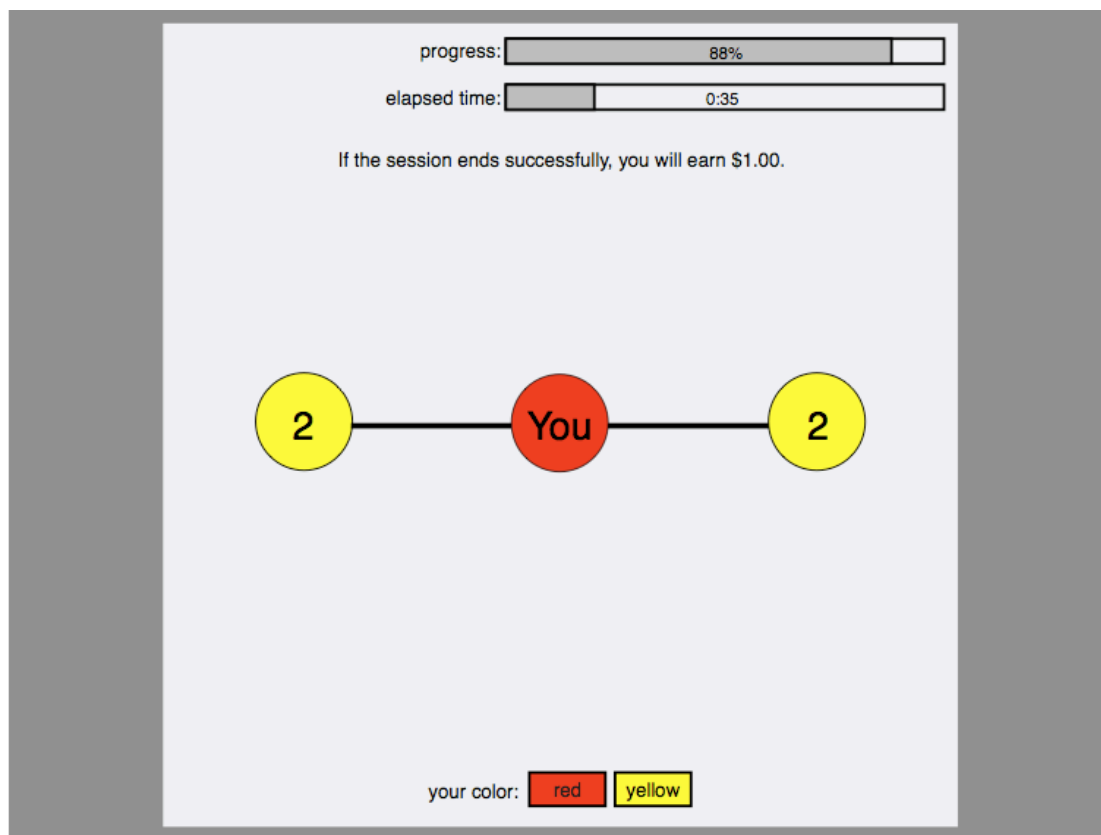 progress: 88%
elapsed time: 0:35
If the session ends successfully, you will earn $1.00.
2 You 2
your color: red yellow